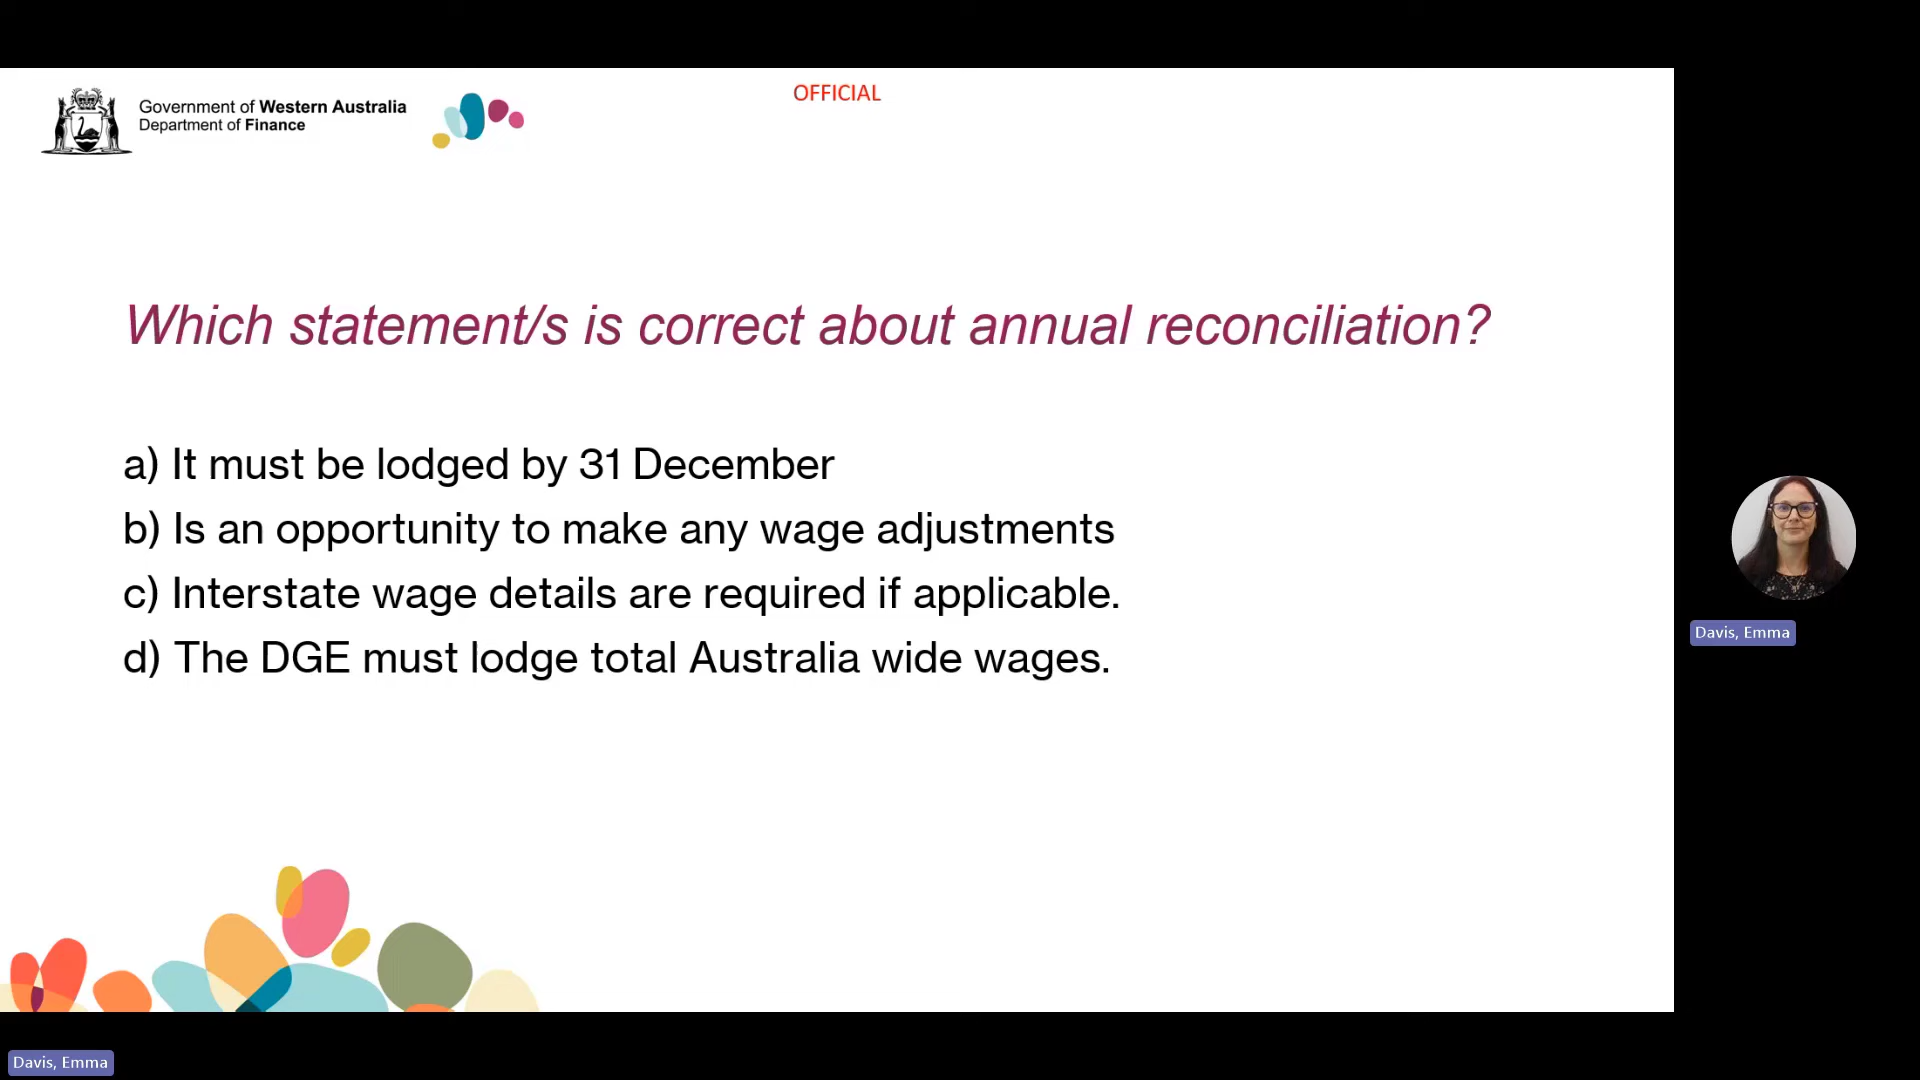 Government of Western Australia
Department of Finance
OFFICIAL
Which statement/s is correct about annual reconciliation?
a) It must be lodged by 31 December
b) Is an opportunity to make any wage adjustments
c) Interstate wage details are required if applicable.
d) The DGE must lodge total Australia wide wages.
Davis, Emma
Davis, Emma